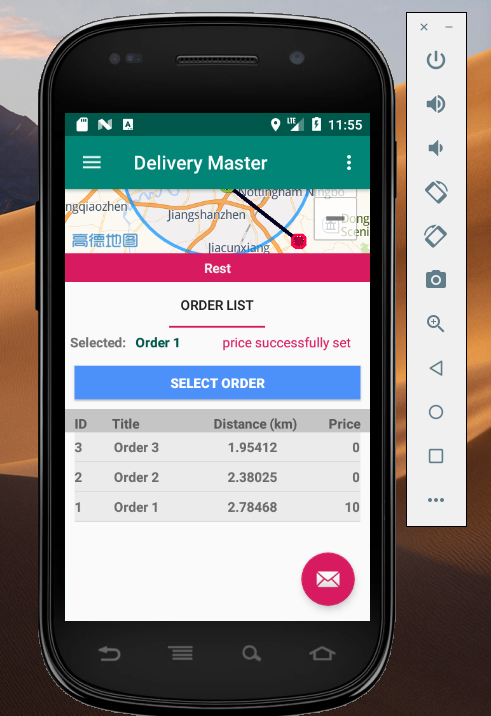 LTE 11:55
Delivery Master
Nottingham Ningbo
ngqiaozhen
Jiangshanzhen
Dong
Sceni
高德地图
Jiacunxiang
Rest
ORDER LIST
Selected: Order 1 price successfully set
SELECT ORDER
ID Title Distance (km) Price
3 Order 3 1.95412 0
2 Order 2 2.38025 0
1 Order 1 2.78468 10